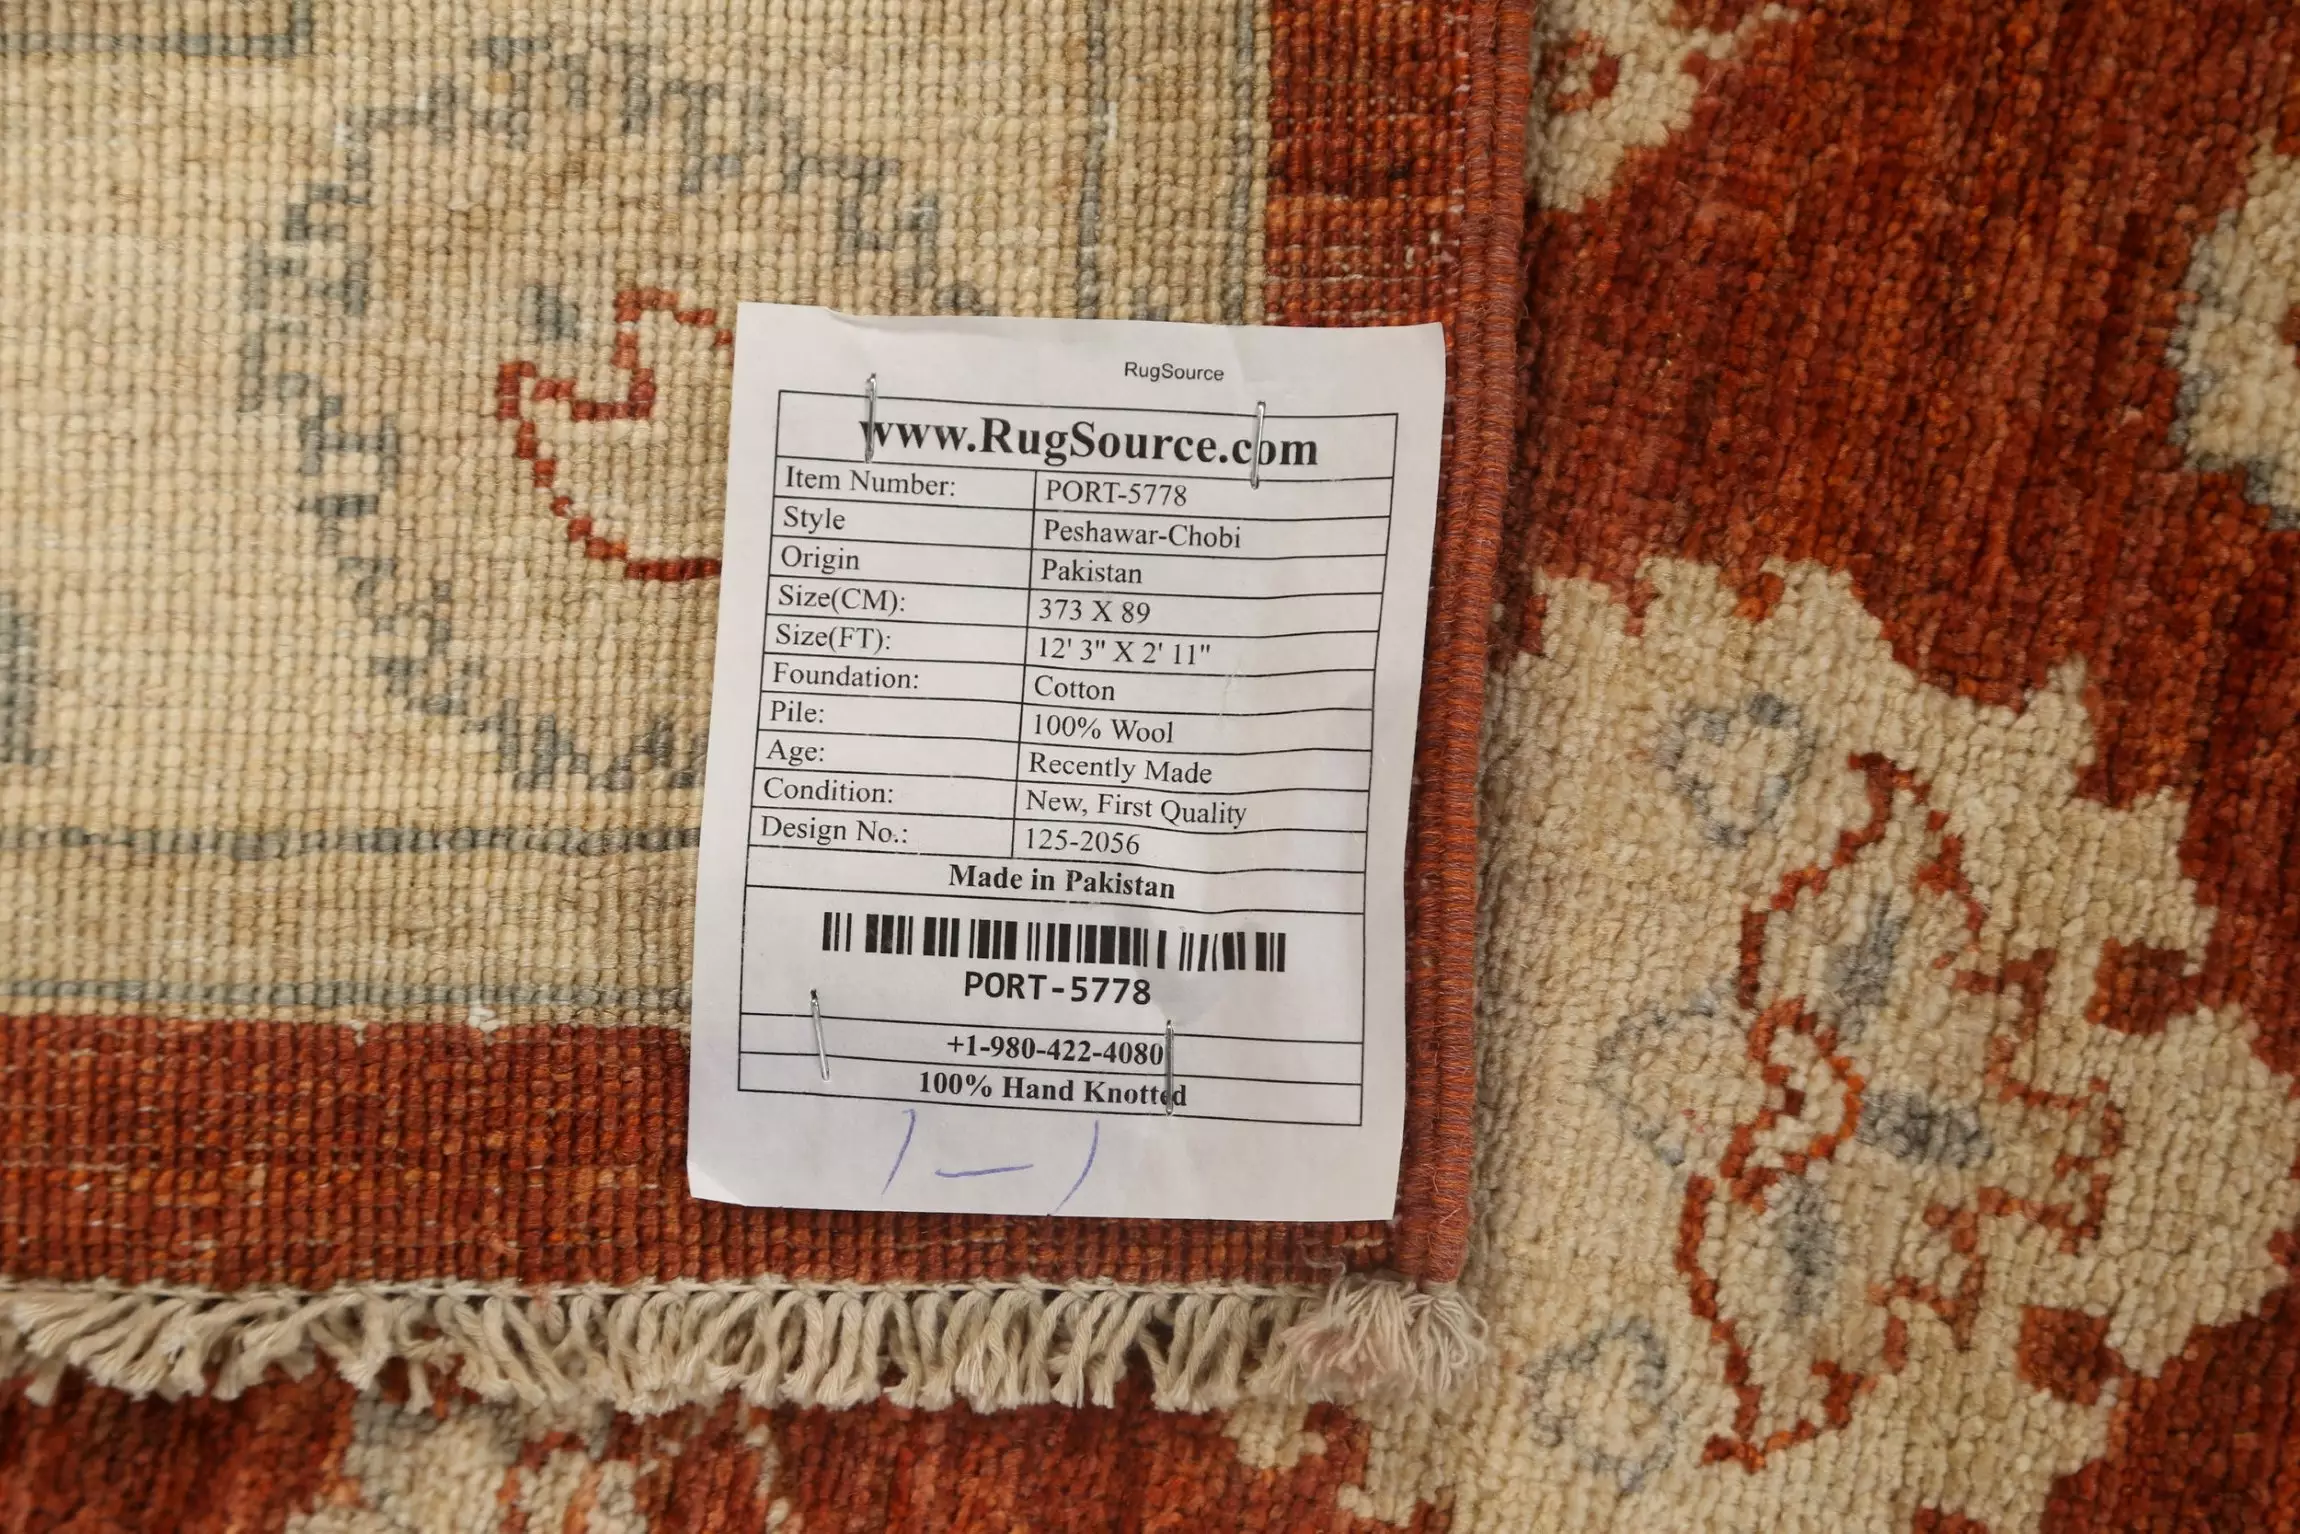 RugSource
www.RugSource.com
Item Number: PORT-5778
Style Peshawar-Chobi
Origin Pakistan
Size(CM): 373 X 89
Size(FT): 12' 3" X 2' 11"
Foundation: Cotton
Pile: 100% Wool
Age: Recently Made
Condition: New, First Quality
Design No.: 125-2056
Made in Pakistan
PORT-5778
+1-980-422-4080
100% Hand Knotted
1-1